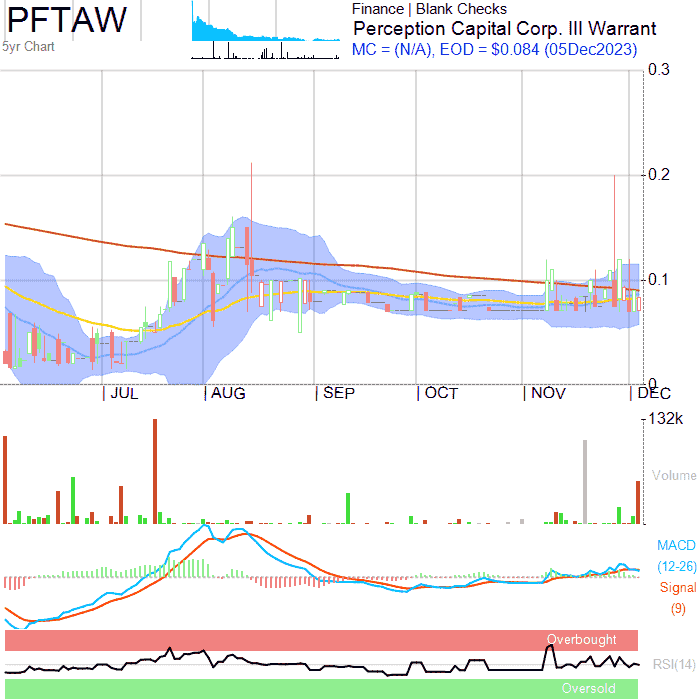 PFTAW
5yr Chart
Finance | Blank Checks
Perception Capital Corp. III Warrant
MC = (N/A), EOD = $0.084 (05Dec2023)
0.3
0.2
0.1
0
JUL AUG SEP OCT NOV DEC
132k
Volume
MACD
(12-26)
Signal
(9)
Overbought
RSI(14)
Oversold